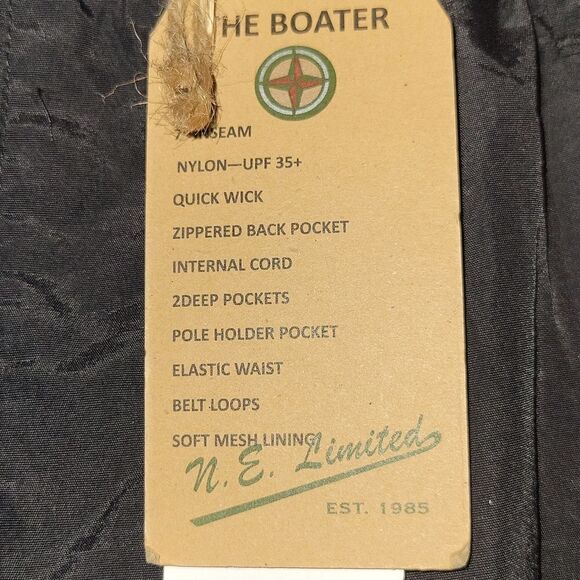 HE BOATER
INSEAM
NYLON—UPF 35+
QUICK WICK
ZIPPERED BACK POCKET
INTERNAL CORD
2DEEP POCKETS
POLE HOLDER POCKET
ELASTIC WAIST
BELT LOOPS
SOFT MESH LINING
N. E. Limited
EST. 1985